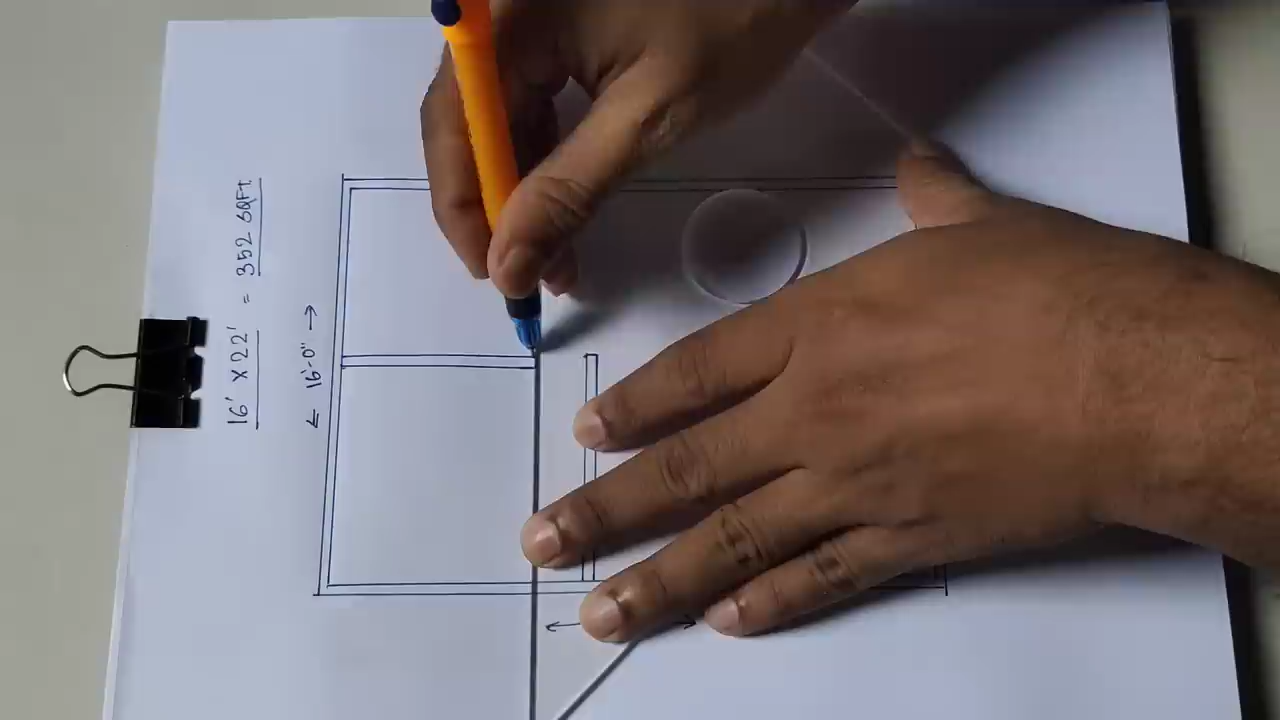 16' X 22' = 352 SQFT.
← 16'-0" →